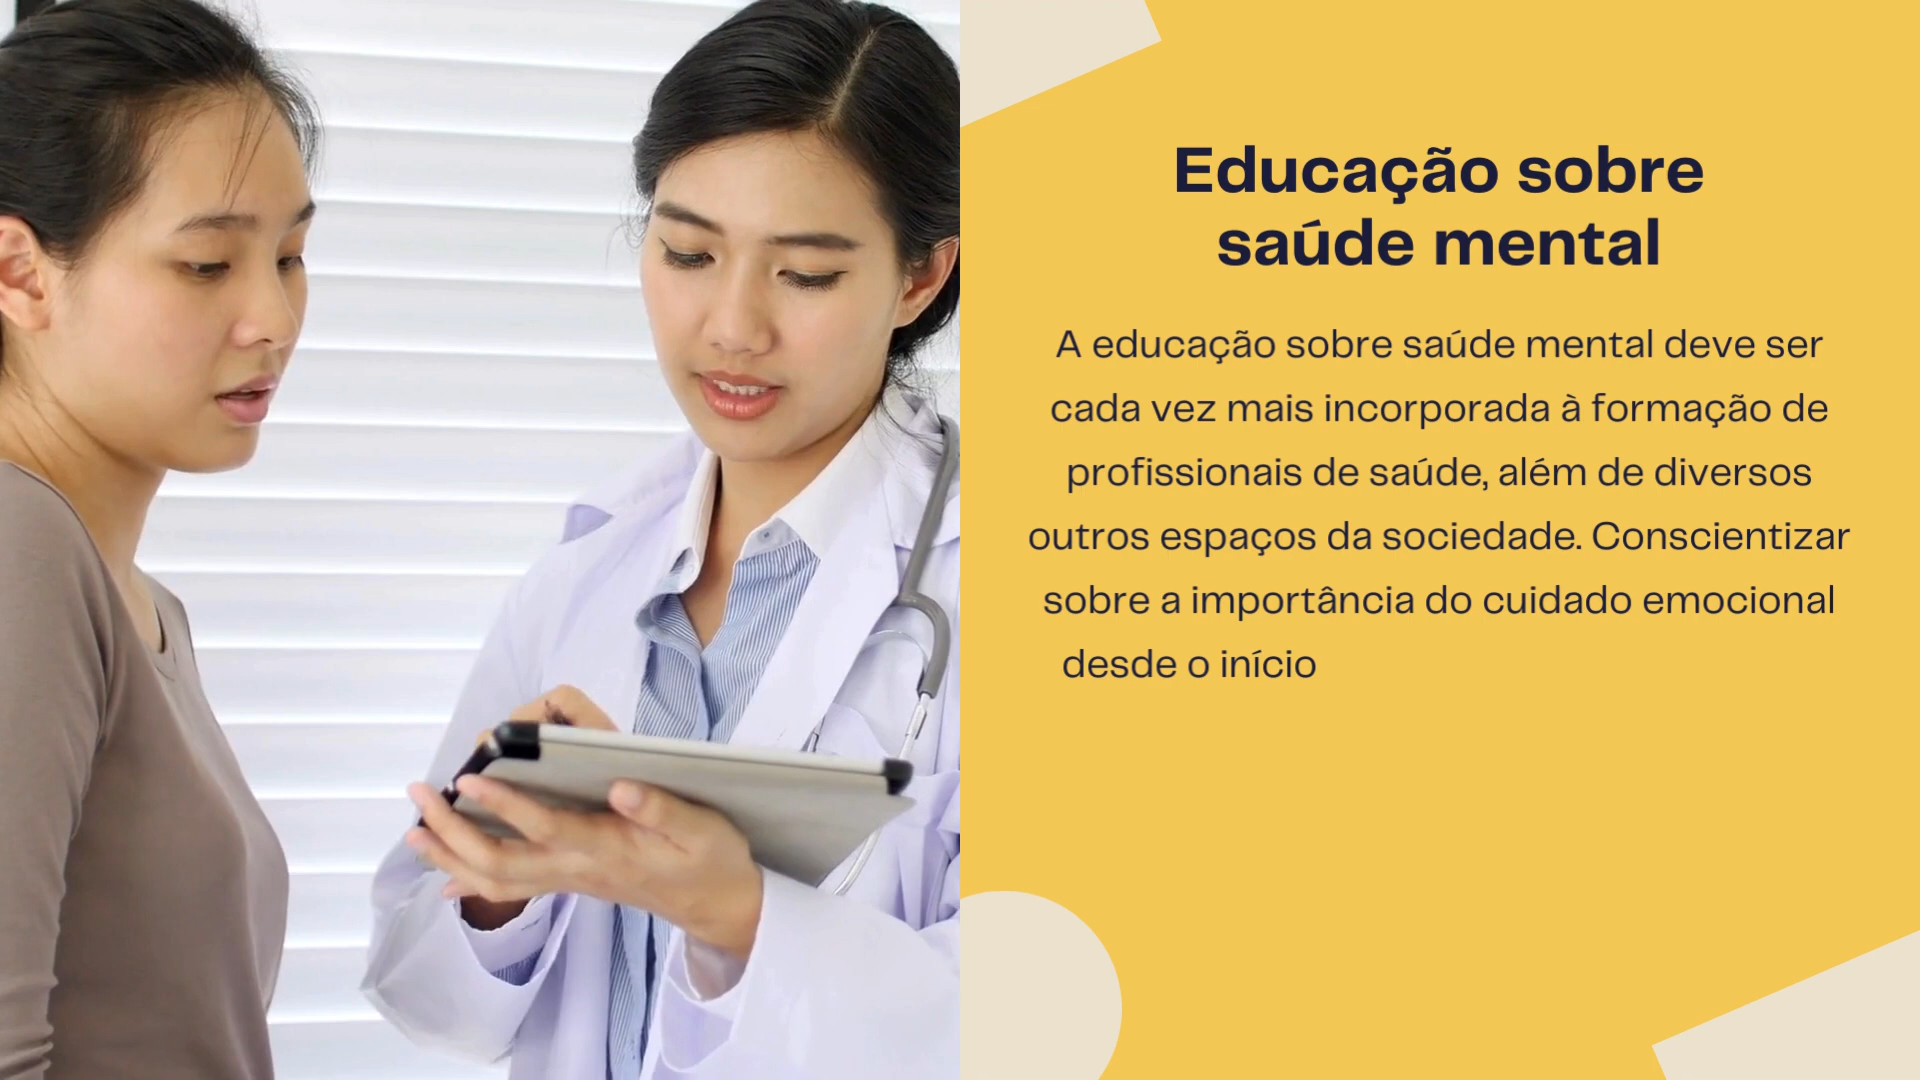 Educação sobre
saúde mental
A educação sobre saúde mental deve ser
cada vez mais incorporada à formação de
profissionais de saúde, além de diversos
outros espaços da sociedade. Conscientizar
sobre a importância do cuidado emocional
desde o início